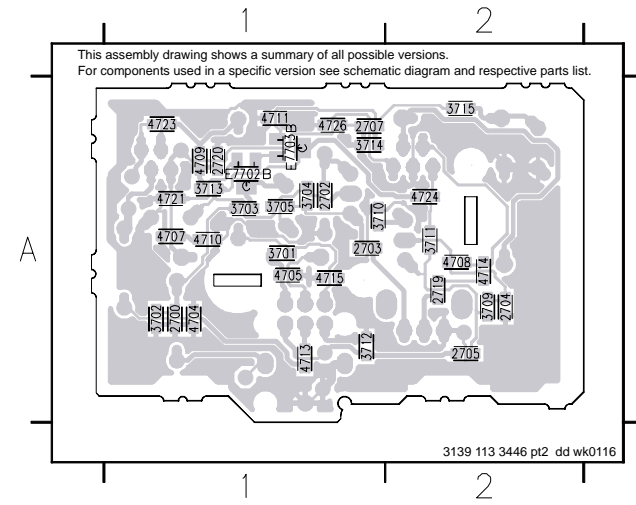 1 2
This assembly drawing shows a summary of all possible versions.
For components used in a specific version see schematic diagram and respective parts list.
3715
4723 4711 4726 2707
3714
E 7703 B
C
4709 2720
E7702B
C
3713
4721 3704 2702 4724
3703 3705 3710
4707 4710 3711
A
3701 2703
4708 4714
4705 4715
2719
3702 2700 4704 3709 2704
4713 3712 2705
3139 113 3446 pt2 dd wk0116
1 2